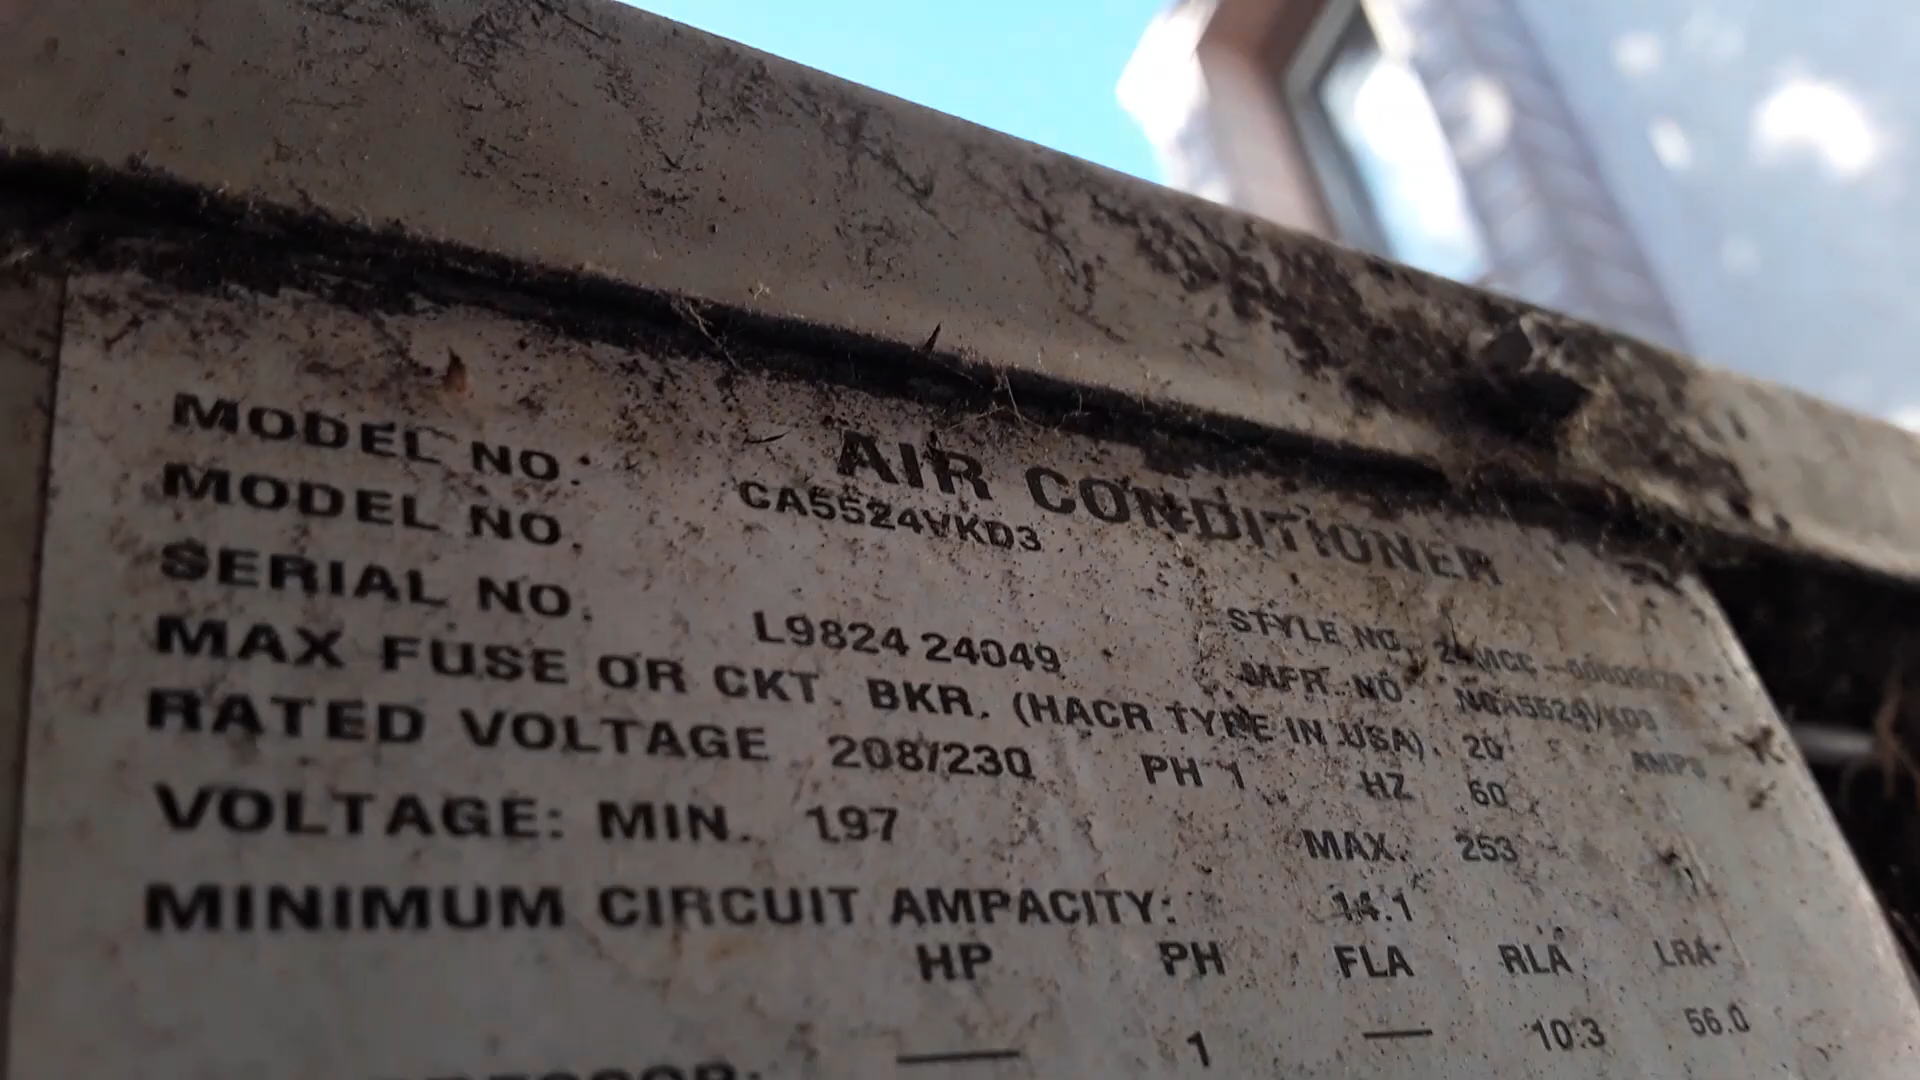 AIR CONDITIONER
MODEL NO.
MODEL NO. CA5524VKD3
SERIAL NO. L9824 24049 STYLE NO.
MFR. NO. NCA5524VKD3
MAX FUSE OR CKT. BKR. (HACR TYPE IN USA). 20 AMPS
RATED VOLTAGE 208/230 PH 1 HZ 60
VOLTAGE: MIN. 197 MAX. 253
MINIMUM CIRCUIT AMPACITY: 14.1
HP PH FLA RLA LRA
— 1 — 10.3 56.0